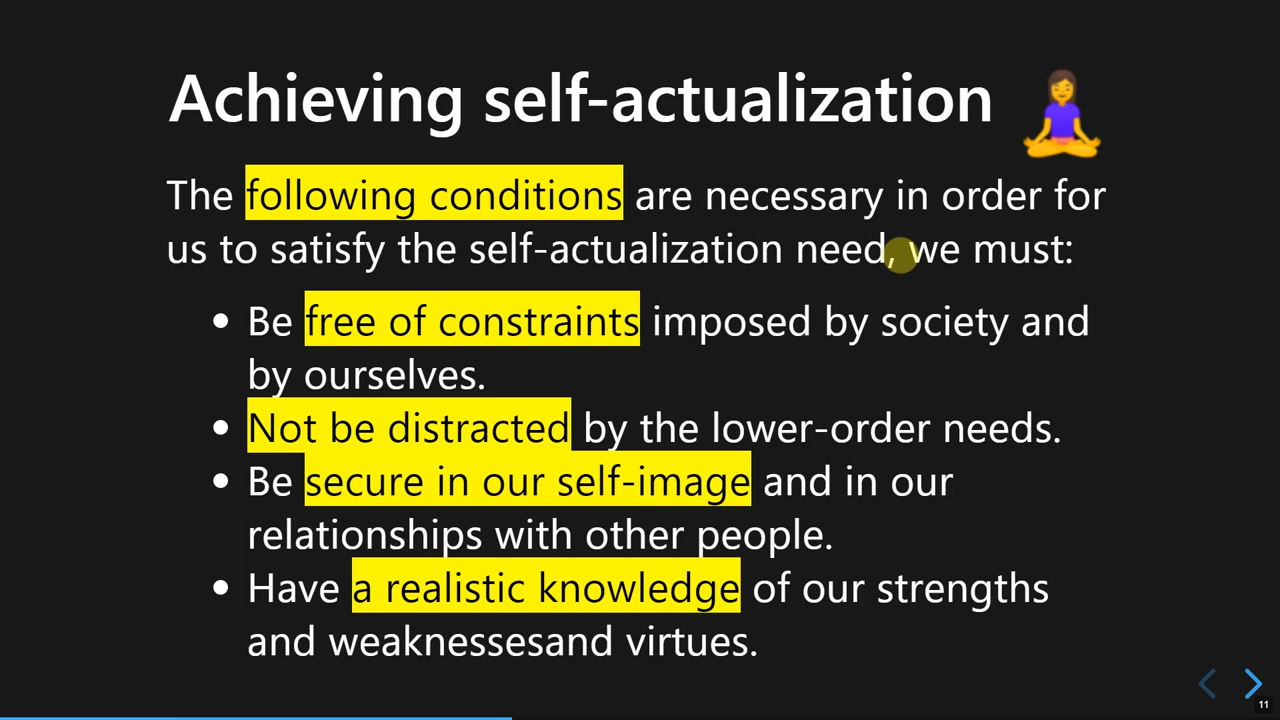 Achieving self-actualization
The following conditions are necessary in order for
us to satisfy the self-actualization need, we must:
Be free of constraints imposed by society and
by ourselves.
Not be distracted by the lower-order needs.
Be secure in our self-image and in our
relationships with other people.
Have a realistic knowledge of our strengths
and weaknessesand virtues.
11